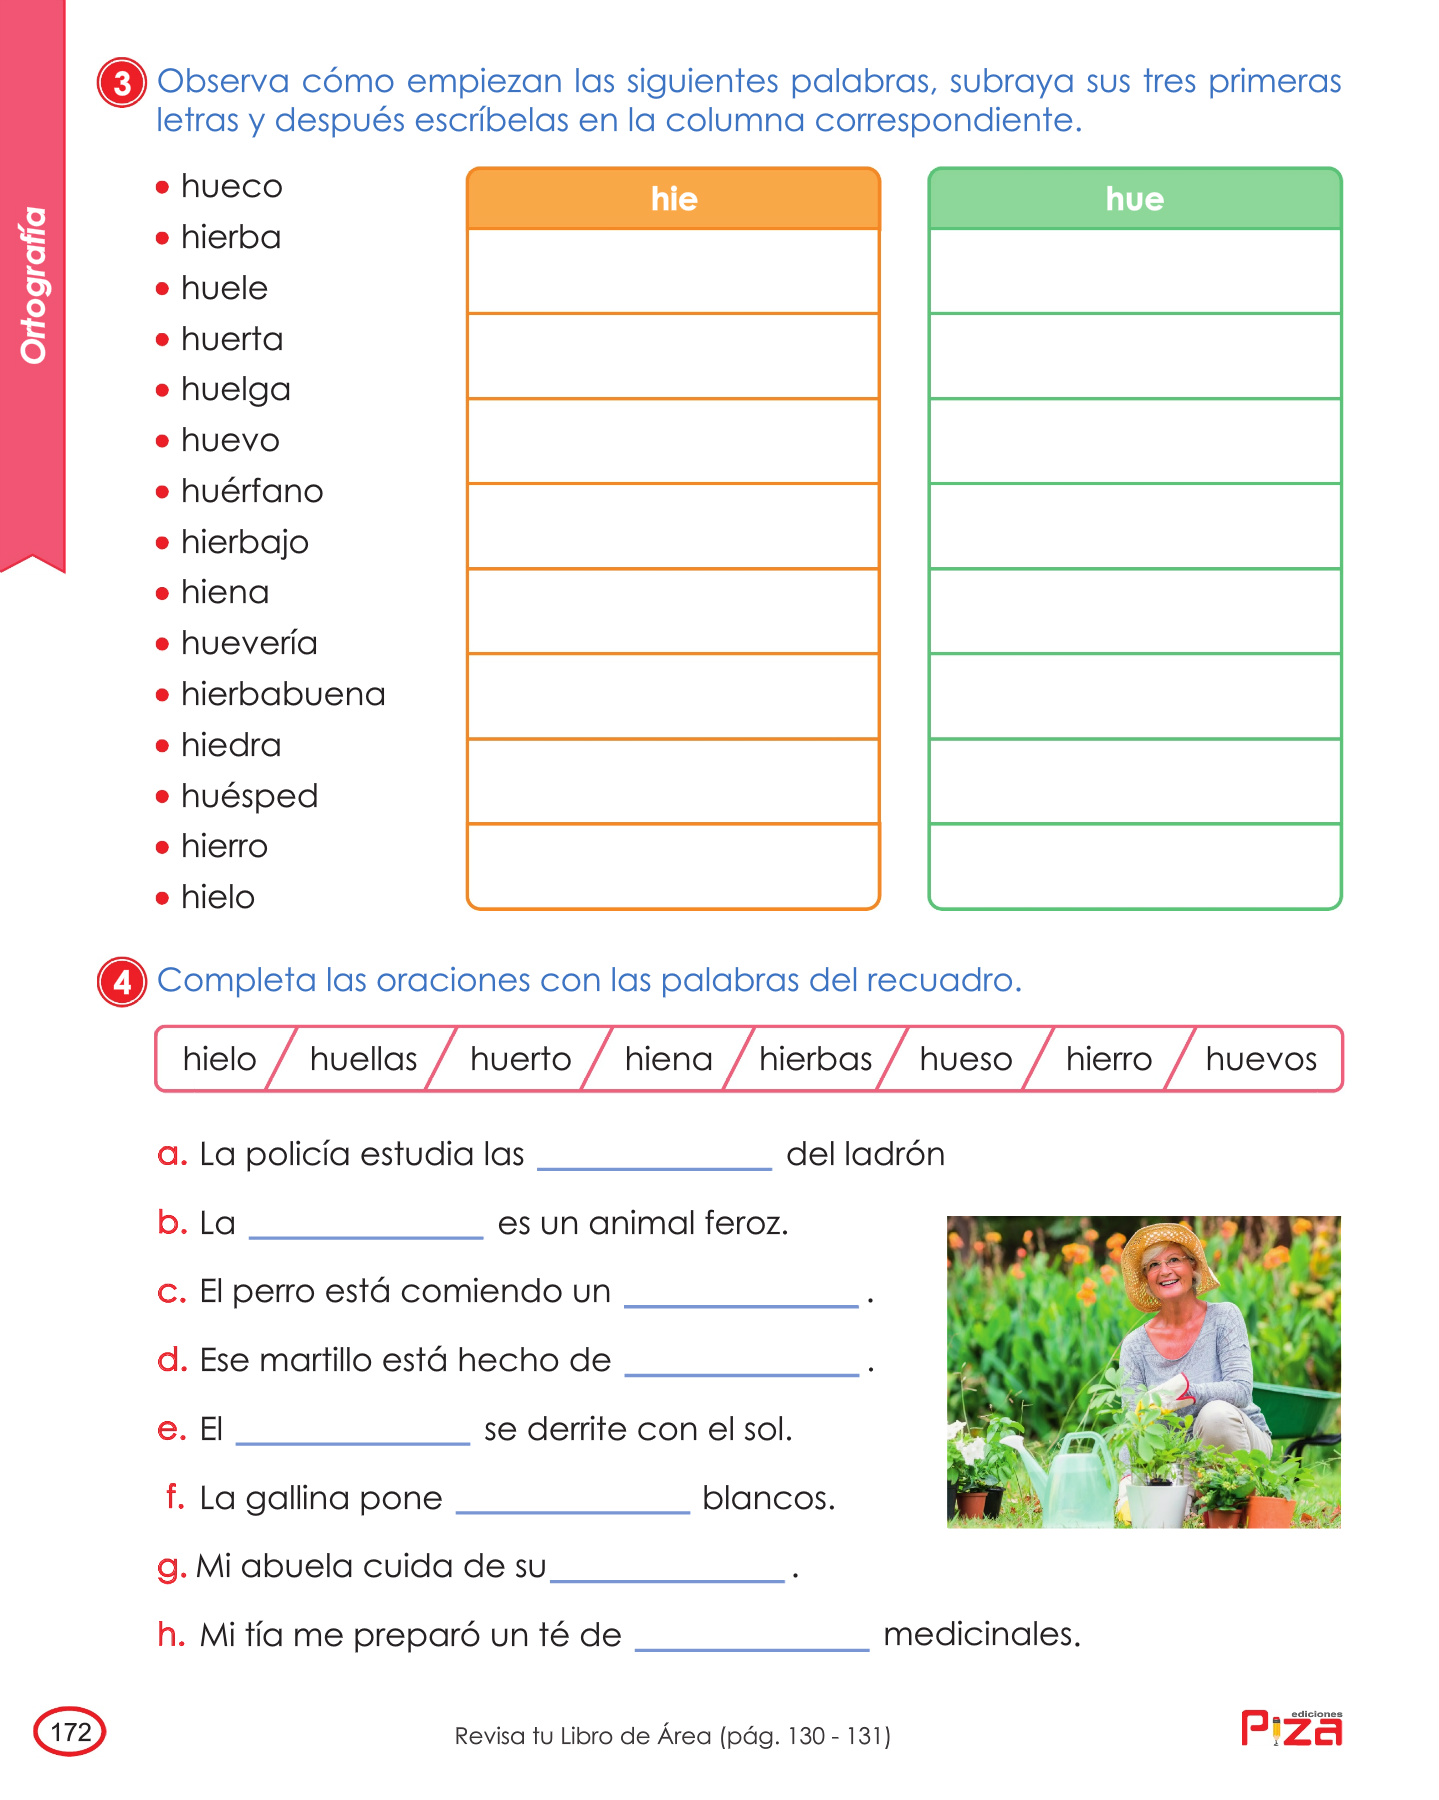 Ortografía
3 Observa cómo empiezan las siguientes palabras, subraya sus tres primeras
letras y después escríbelas en la columna correspondiente.
• hueco
• hierba
• huele
• huerta
• huelga
• huevo
• huérfano
• hierbajo
• hiena
• huevería
• hierbabuena
• hiedra
• huésped
• hierro
• hielo
hie
hue
4 Completa las oraciones con las palabras del recuadro.
hielo / huellas / huerto / hiena / hierbas / hueso / hierro / huevos
a. La policía estudia las ____________ del ladrón
b. La ____________ es un animal feroz.
c. El perro está comiendo un ____________ .
d. Ese martillo está hecho de ____________ .
e. El ____________ se derrite con el sol.
f. La gallina pone ____________ blancos.
g. Mi abuela cuida de su____________ .
h. Mi tía me preparó un té de ____________ medicinales.
172
Revisa tu Libro de Área (pág. 130 - 131)
ediciones
Piza